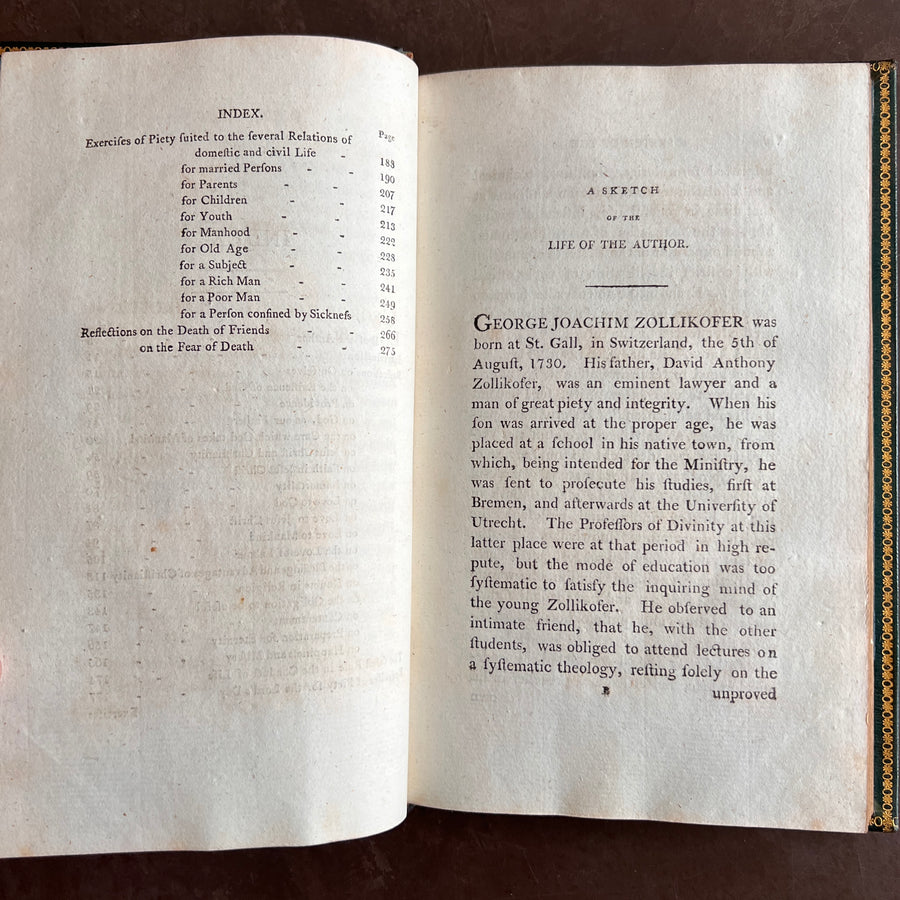 INDEX.
Page
Exerciſes of Piety ſuited to the ſeveral Relations of
domeſtic and civil Life - 183
for married Perſons - - 190
for Parents - - 207
for Children - - 217
for Youth - - 213
for Manhood - - 222
for Old Age - - 228
for a Subject - - 235
for a Rich Man - - 241
for a Poor Man - - 249
for a Perſon confined by Sickneſs 258
Reflections on the Death of Friends - - 266
on the Fear of Death - - 275
A SKETCH
OF THE
LIFE OF THE AUTHOR.
GEORGE JOACHIM ZOLLIKOFER was
born at St. Gall, in Switzerland, the 5th of
Auguſt, 1730. His father, David Anthony
Zollikofer, was an eminent lawyer and a
man of great piety and integrity. When his
ſon was arrived at the proper age, he was
placed at a ſchool in his native town, from
which, being intended for the Miniſtry, he
was ſent to proſecute his ſtudies, firſt at
Bremen, and afterwards at the Univerſity of
Utrecht. The Profeſſors of Divinity at this
latter place were at that period in high re-
pute, but the mode of education was too
ſyſtematic to ſatisfy the inquiring mind of
the young Zollikofer. He obſerved to an
intimate friend, that he, with the other
ſtudents, was obliged to attend lectures on
a ſyſtematic theology, reſting ſolely on the
B unproved